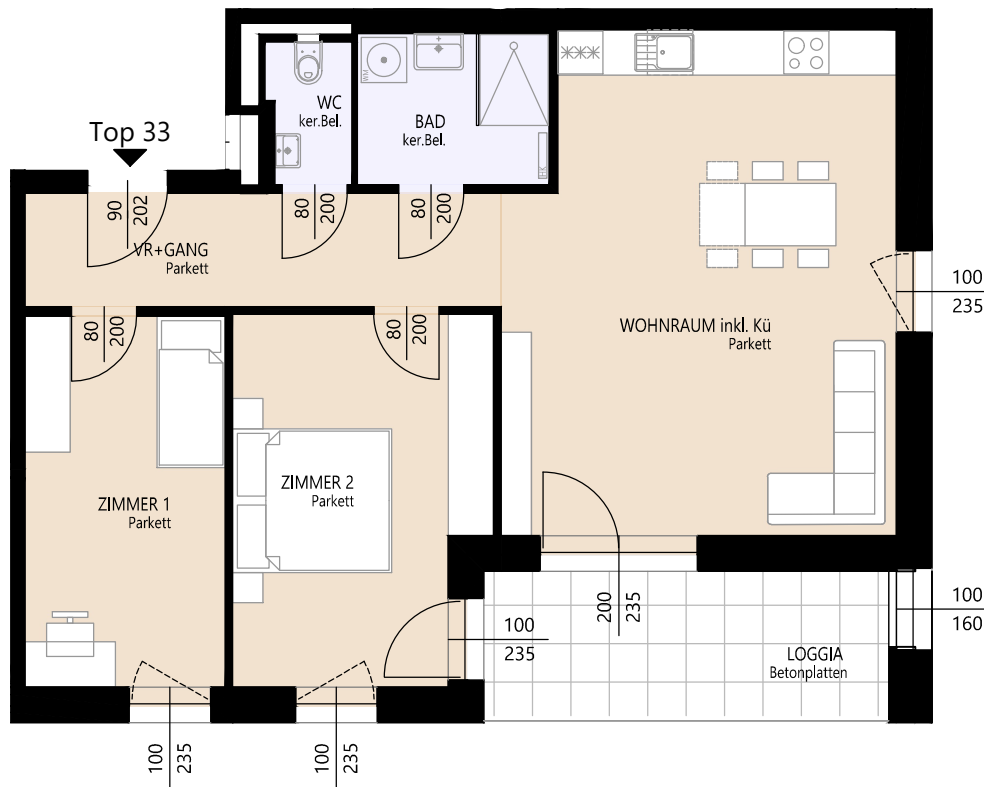 WM
WC
ker.Bel.
BAD
ker.Bel.
HK
Top 33
90
202
80
200
80
200
VR+GANG
Parkett
100
235
80
200
80
200
WOHNRAUM inkl. Kü
Parkett
ZIMMER 1
Parkett
ZIMMER 2
Parkett
200
235
100
235
100
160
LOGGIA
Betonplatten
100
235
100
235